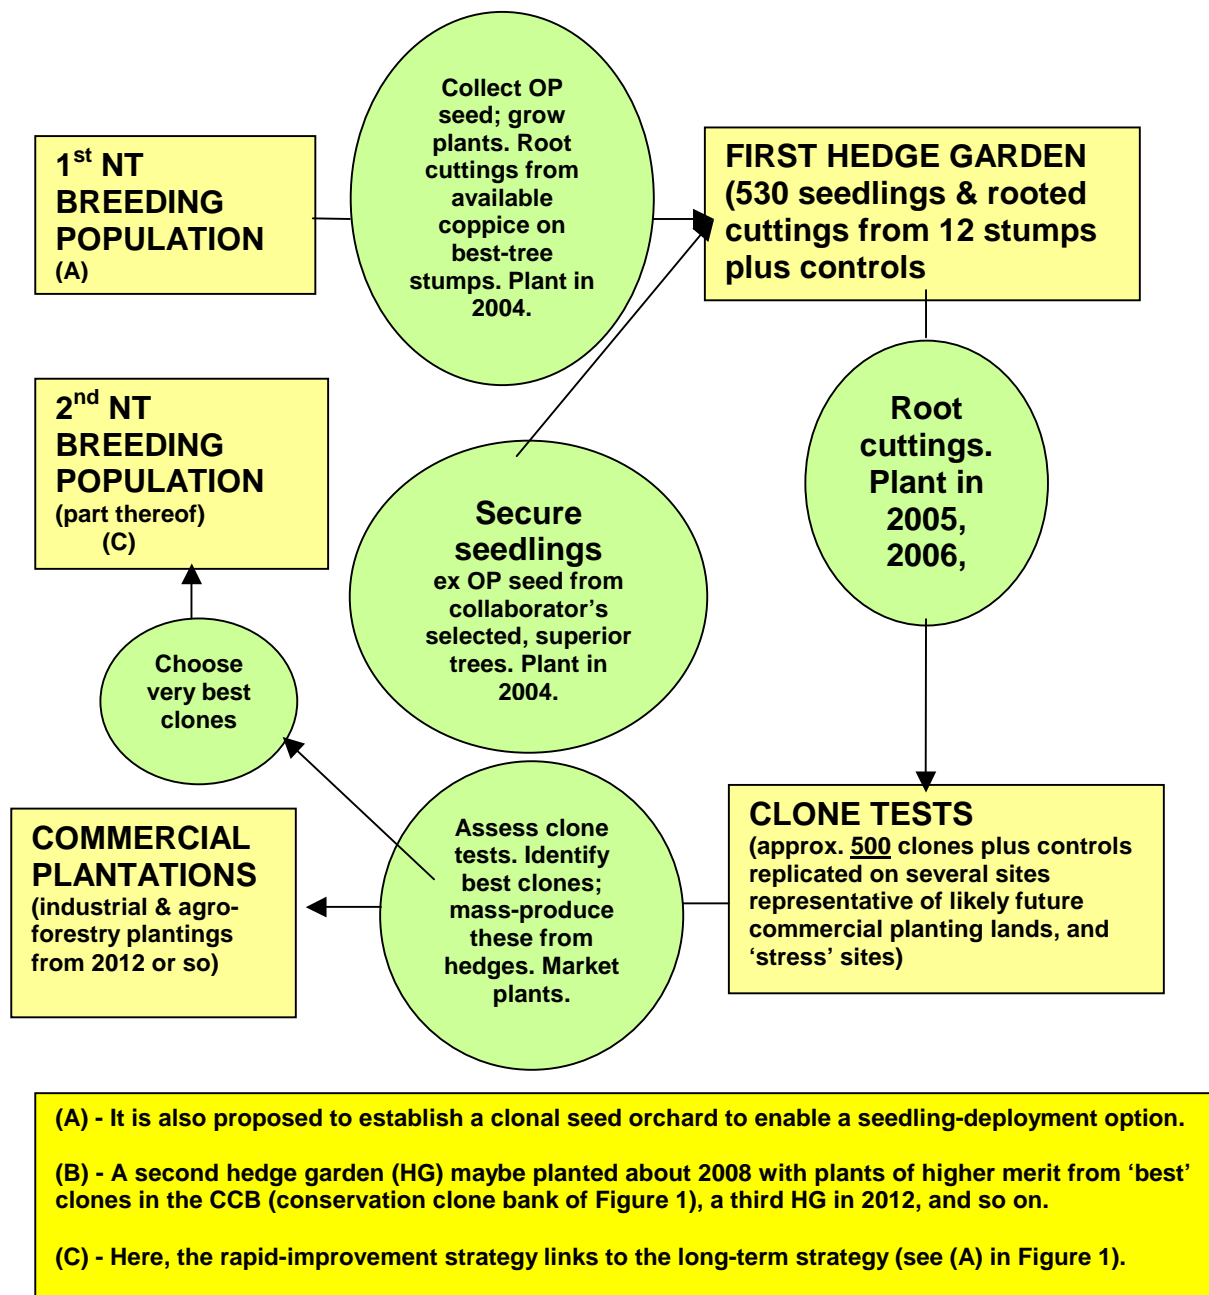 1st NT
BREEDING
POPULATION
(A)
Collect OP
seed; grow
plants. Root
cuttings from
available
coppice on
best-tree
stumps. Plant in
2004.
FIRST HEDGE GARDEN
(530 seedlings & rooted
cuttings from 12 stumps
plus controls
2nd NT
BREEDING
POPULATION
(part thereof)
(C)
Secure
seedlings
ex OP seed from
collaborator’s
selected, superior
trees. Plant in
2004.
Root
cuttings.
Plant in
2005,
2006,
Choose
very best
clones
COMMERCIAL
PLANTATIONS
(industrial & agro-
forestry plantings
from 2012 or so)
Assess clone
tests. Identify
best clones;
mass-produce
these from
hedges. Market
plants.
CLONE TESTS
(approx. 500 clones plus controls
replicated on several sites
representative of likely future
commercial planting lands, and
‘stress’ sites)
(A) - It is also proposed to establish a clonal seed orchard to enable a seedling-deployment option.
(B) - A second hedge garden (HG) maybe planted about 2008 with plants of higher merit from ‘best’
clones in the CCB (conservation clone bank of Figure 1), a third HG in 2012, and so on.
(C) - Here, the rapid-improvement strategy links to the long-term strategy (see (A) in Figure 1).